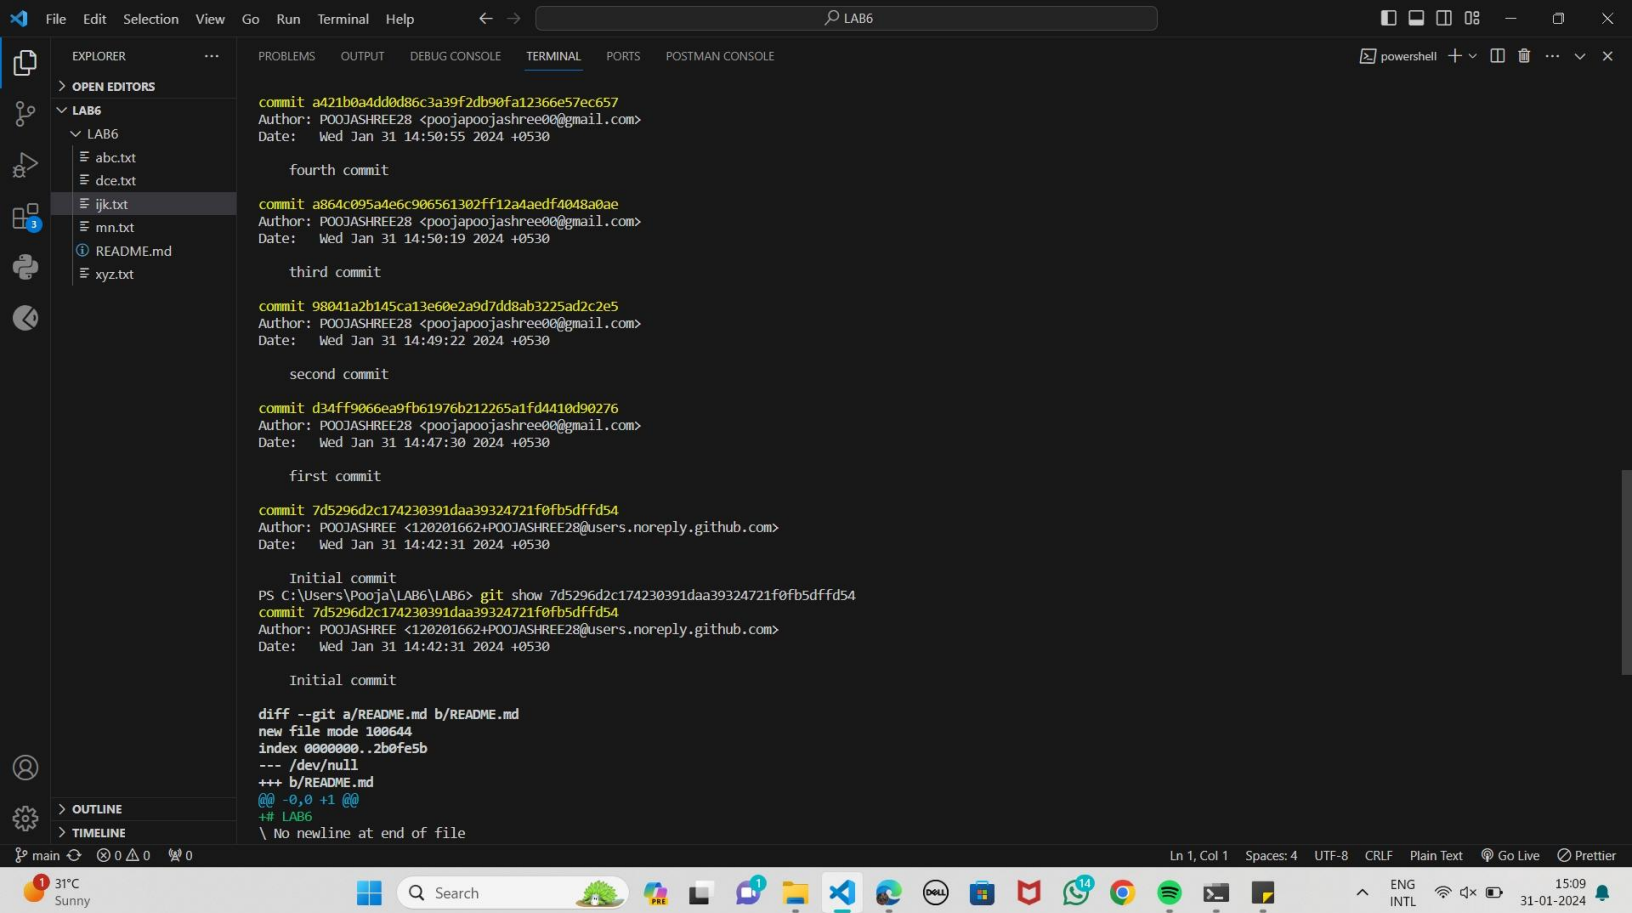 File Edit Selection View Go Run Terminal Help
LAB6
EXPLORER
PROBLEMS OUTPUT DEBUG CONSOLE TERMINAL PORTS POSTMAN CONSOLE
powershell
OPEN EDITORS
LAB6
LAB6
abc.txt
dce.txt
ijk.txt
mn.txt
README.md
xyz.txt
3
OUTLINE
TIMELINE
commit a421b0a4dd0d86c3a39f2db90fa12366e57ec657
Author: POOJASHREE28 <poojapoojashree00@gmail.com>
Date:   Wed Jan 31 14:50:55 2024 +0530
fourth commit
commit a864c095a4e6c906561302ff12a4aedf4048a0ae
Author: POOJASHREE28 <poojapoojashree00@gmail.com>
Date:   Wed Jan 31 14:50:19 2024 +0530
third commit
commit 98041a2b145ca13e60e2a9d7dd8ab3225ad2c2e5
Author: POOJASHREE28 <poojapoojashree00@gmail.com>
Date:   Wed Jan 31 14:49:22 2024 +0530
second commit
commit d34ff9066ea9fb61976b212265a1fd4410d90276
Author: POOJASHREE28 <poojapoojashree00@gmail.com>
Date:   Wed Jan 31 14:47:30 2024 +0530
first commit
commit 7d5296d2c174230391daa39324721f0fb5dffd54
Author: POOJASHREE <120201662+POOJASHREE28@users.noreply.github.com>
Date:   Wed Jan 31 14:42:31 2024 +0530
Initial commit
PS C:\Users\Pooja\LAB6\LAB6> git show 7d5296d2c174230391daa39324721f0fb5dffd54
commit 7d5296d2c174230391daa39324721f0fb5dffd54
Author: POOJASHREE <120201662+POOJASHREE28@users.noreply.github.com>
Date:   Wed Jan 31 14:42:31 2024 +0530
Initial commit
diff --git a/README.md b/README.md
new file mode 100644
index 0000000..2b0fe5b
--- /dev/null
+++ b/README.md
@@ -0,0 +1 @@
+# LAB6
\ No newline at end of file
main 0 0 0 Ln 1, Col 1 Spaces: 4 UTF-8 CRLF Plain Text Go Live Prettier
1 31°C
Sunny
Search
PRE
1
DELL
14
ENG
INTL
15:09
31-01-2024